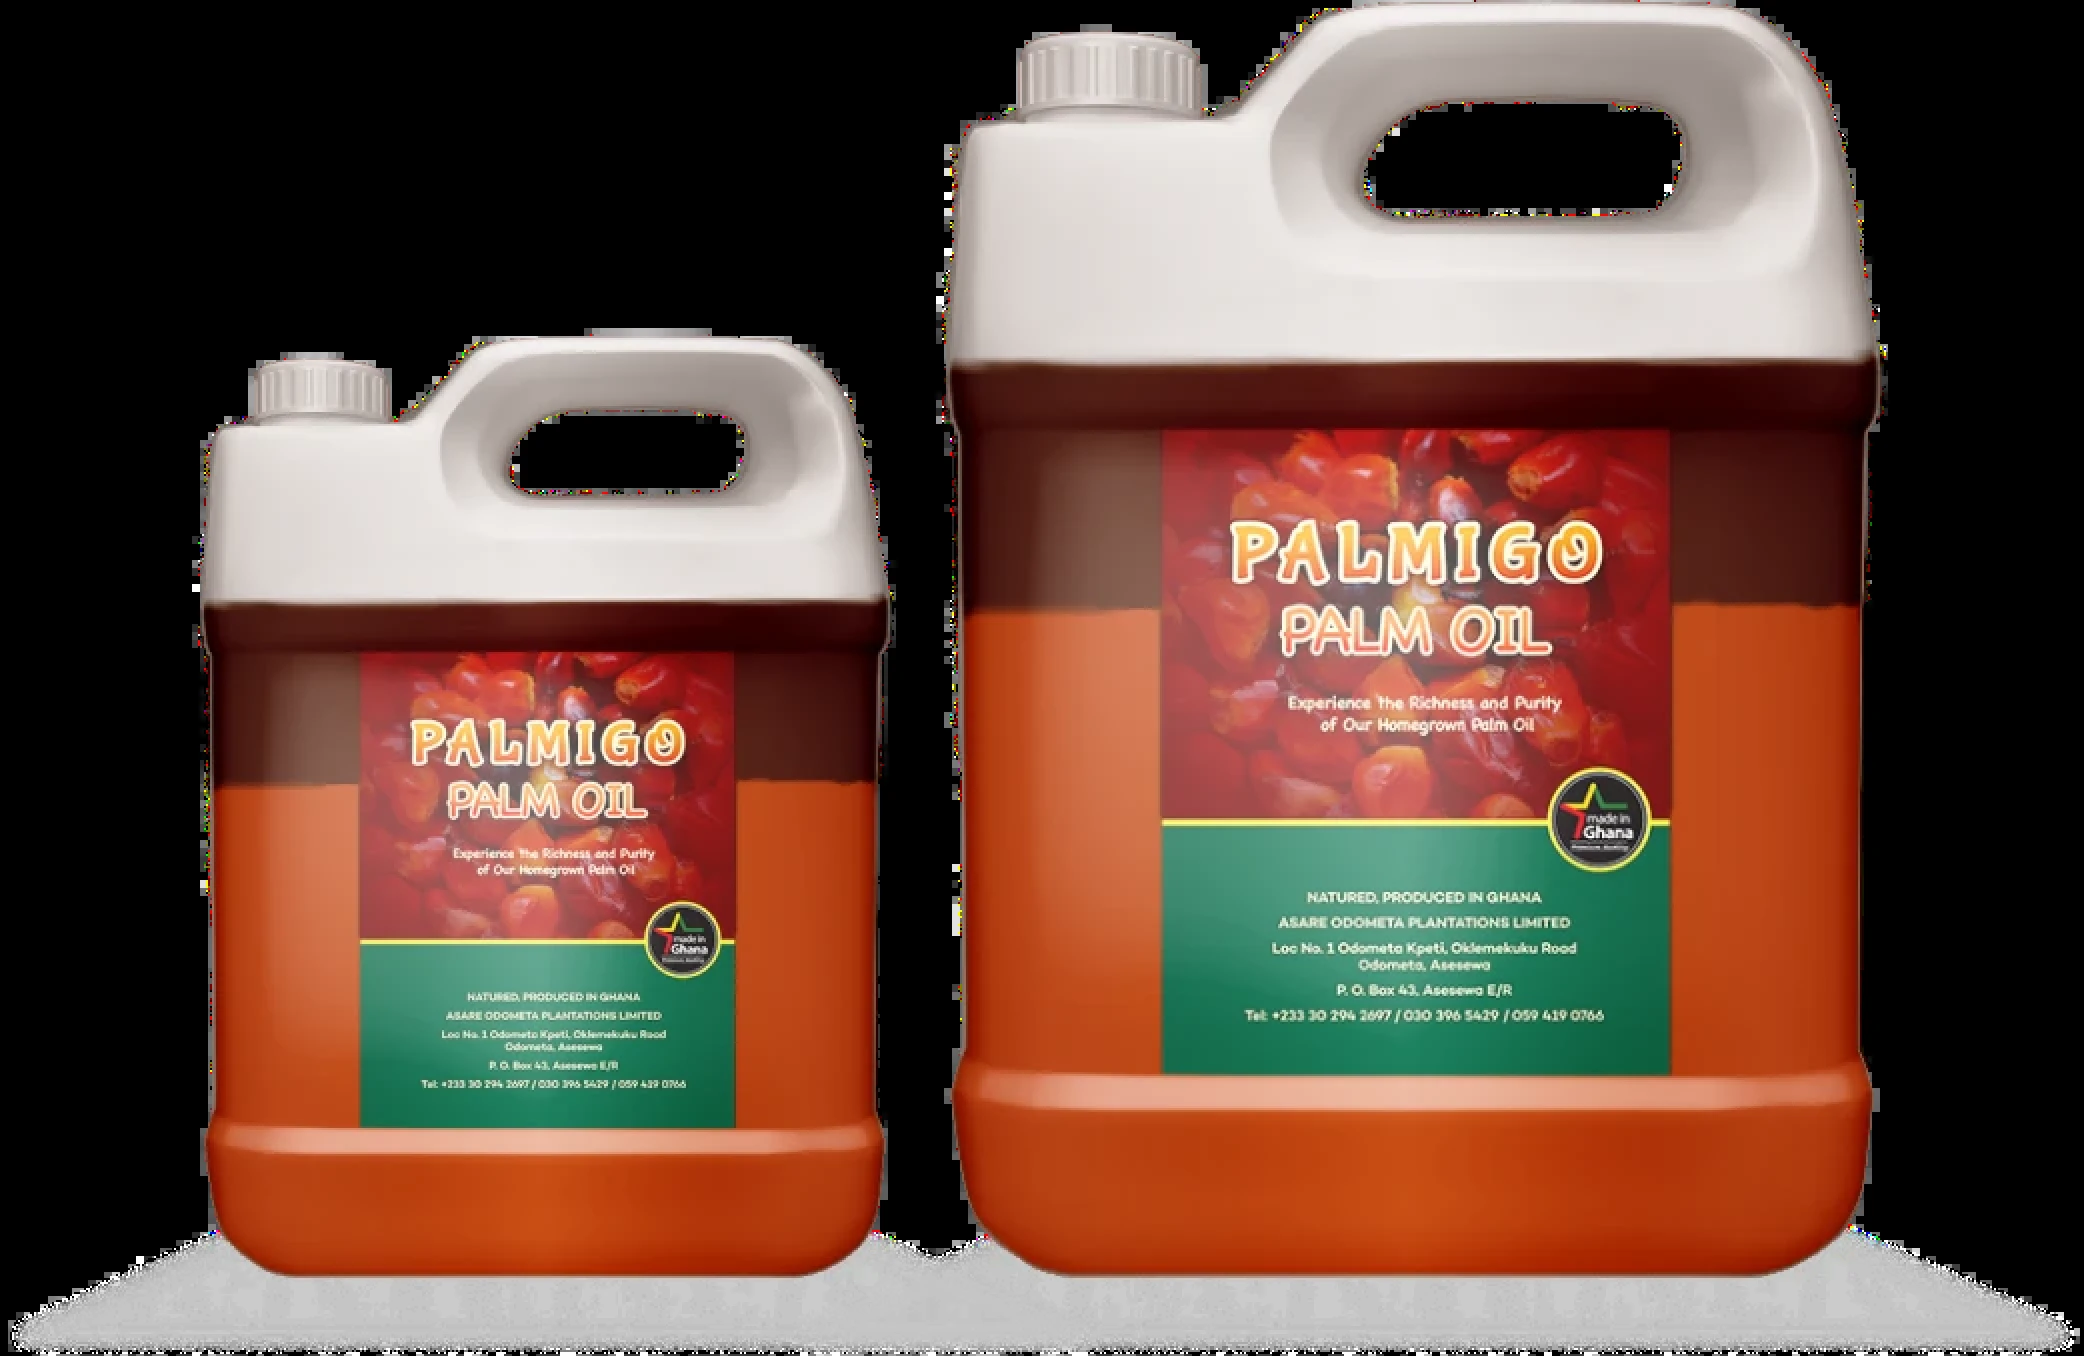 PALMIGO
PALM OIL
Experience the Richness and Purity
of Our Homegrown Palm Oil
made in
Ghana
NATURED, PRODUCED IN GHANA
ASARE ODOMETA PLANTATIONS LIMITED
Loc No. 1 Odometa Kpeti, Oklemekuku Road
Odometa, Asesewa
P. O. Box 43, Asesewa E/R
Tel: +233 30 294 2697 / 030 396 5429 / 059 419 0766
PALMIGO
PALM OIL
Experience the Richness and Purity
of Our Homegrown Palm Oil
made in
Ghana
NATURED, PRODUCED IN GHANA
ASARE ODOMETA PLANTATIONS LIMITED
Loc No. 1 Odometa Kpeti, Oklemekuku Road
Odometa, Asesewa
P. O. Box 43, Asesewa E/R
Tel: +233 30 294 2697 / 030 396 5429 / 059 419 0766